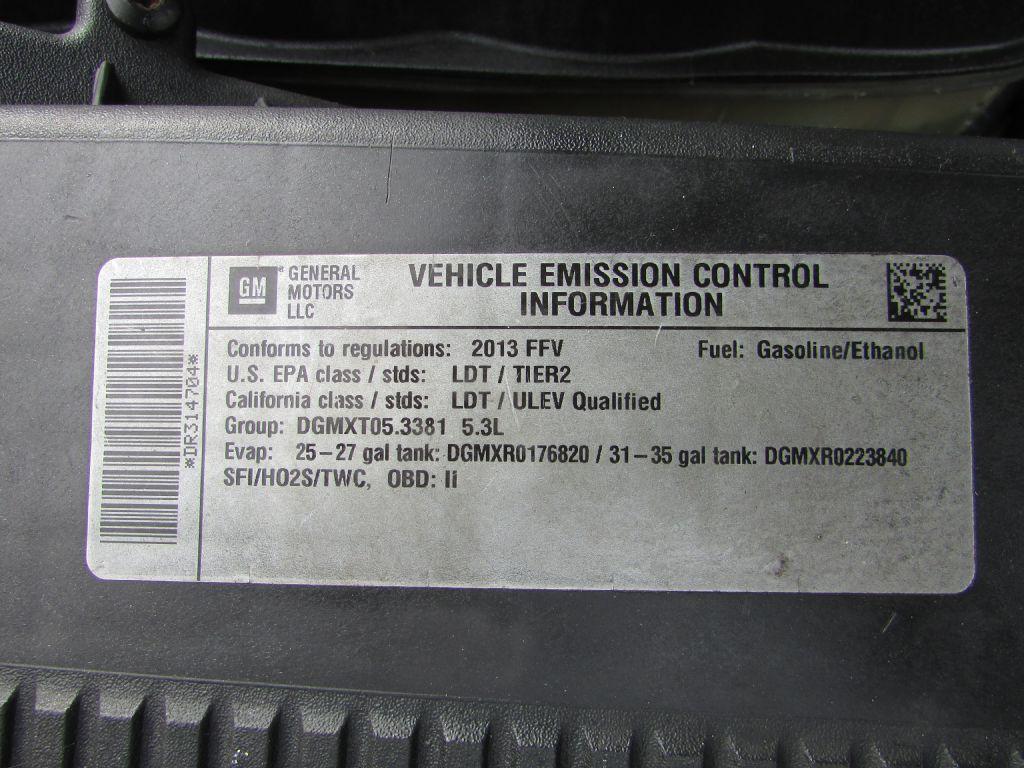 GM
GENERAL
MOTORS
LLC
VEHICLE EMISSION CONTROL
INFORMATION
Conforms to regulations: 2013 FFV Fuel: Gasoline/Ethanol
U.S. EPA class / stds: LDT / TIER2
California class / stds: LDT / ULEV Qualified
Group: DGMXT05.3381 5.3L
Evap: 25-27 gal tank: DGMXR0176820 / 31-35 gal tank: DGMXR0223840
SFI/HO2S/TWC, OBD: Ii
*DR314704*